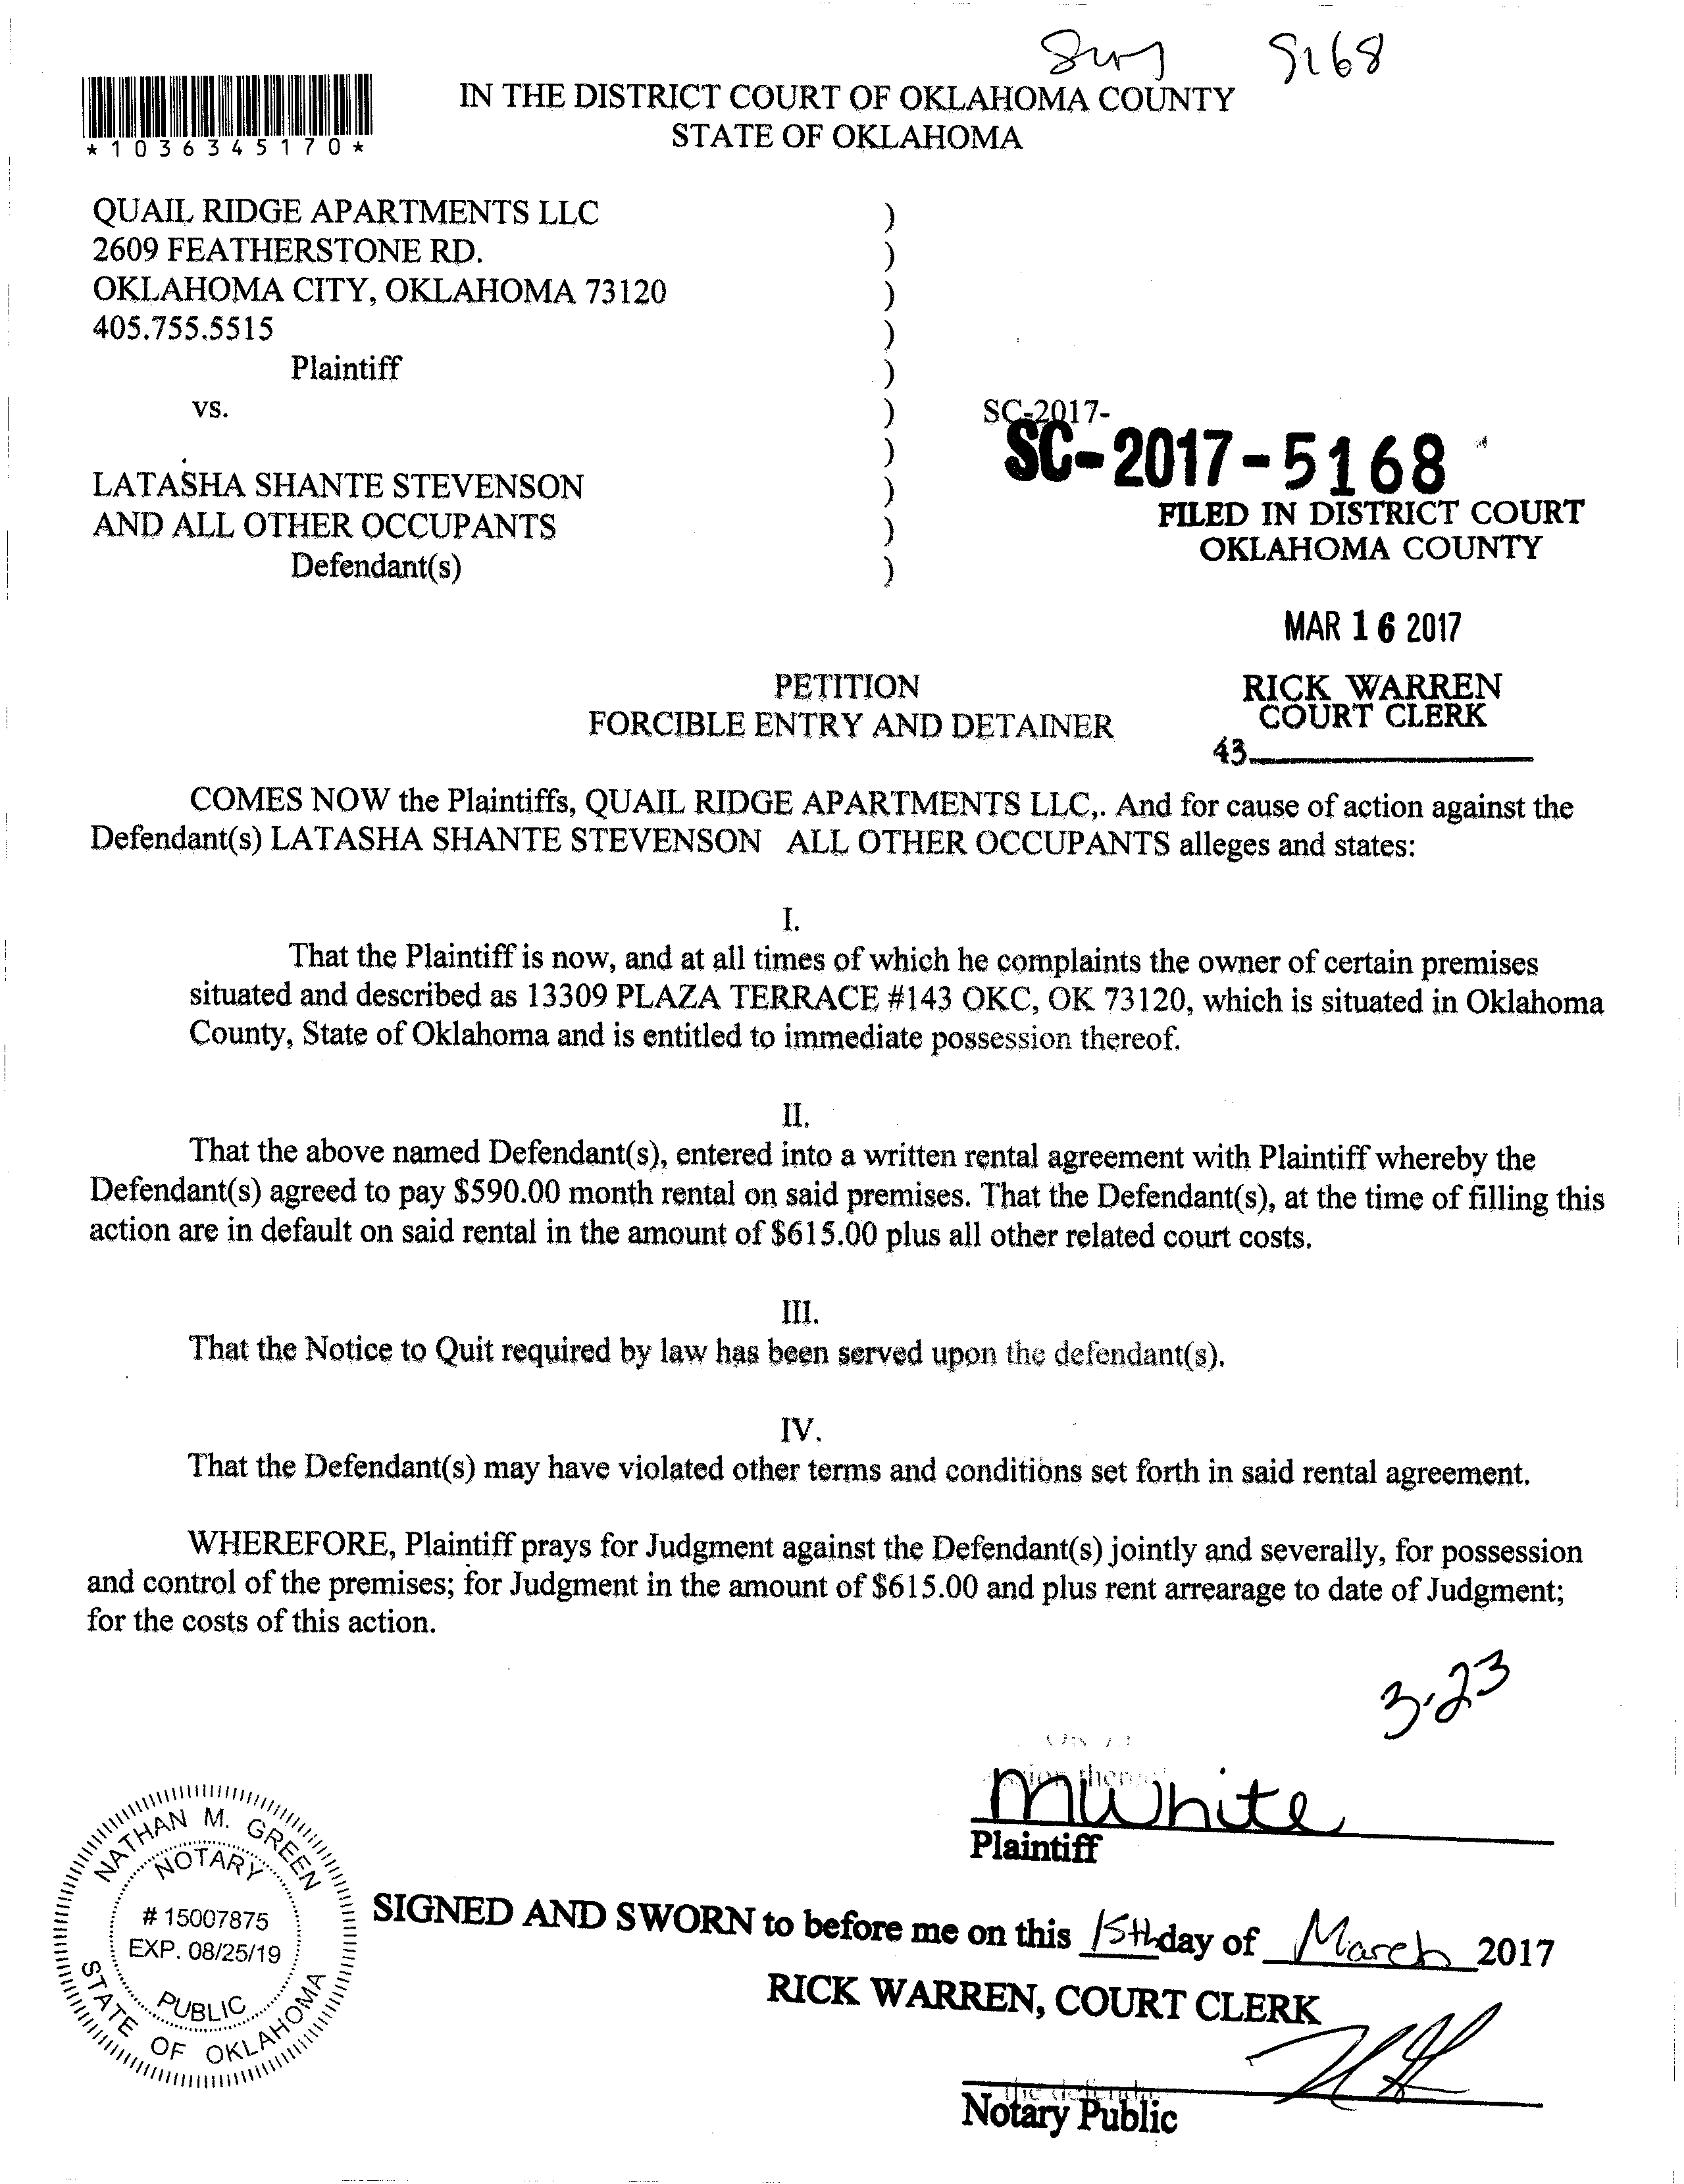 5168
IN THE DISTRICT COURT OF OKLAHOMA COUNTY
STATE OF OKLAHOMA
*1036345170*
QUAIL RIDGE APARTMENTS LLC )
2609 FEATHERSTONE RD. )
OKLAHOMA CITY, OKLAHOMA 73120 )
405.755.5515 )
Plaintiff )
vs. )
SC-2017-
SC-2017-5168
)
LATASHA SHANTE STEVENSON )
AND ALL OTHER OCCUPANTS )
Defendant(s) )
FILED IN DISTRICT COURT
OKLAHOMA COUNTY
MAR 16 2017
RICK WARREN
COURT CLERK
43
PETITION
FORCIBLE ENTRY AND DETAINER
COMES NOW the Plaintiffs, QUAIL RIDGE APARTMENTS LLC,. And for cause of action against the
Defendant(s) LATASHA SHANTE STEVENSON ALL OTHER OCCUPANTS alleges and states:
I.
That the Plaintiff is now, and at all times of which he complaints the owner of certain premises
situated and described as 13309 PLAZA TERRACE #143 OKC, OK 73120, which is situated in Oklahoma
County, State of Oklahoma and is entitled to immediate possession thereof.
II.
That the above named Defendant(s), entered into a written rental agreement with Plaintiff whereby the
Defendant(s) agreed to pay $590.00 month rental on said premises. That the Defendant(s), at the time of filling this
action are in default on said rental in the amount of $615.00 plus all other related court costs.
III.
That the Notice to Quit required by law has been served upon the defendant(s).
IV.
That the Defendant(s) may have violated other terms and conditions set forth in said rental agreement.
WHEREFORE, Plaintiff prays for Judgment against the Defendant(s) jointly and severally, for possession
and control of the premises; for Judgment in the amount of $615.00 and plus rent arrearage to date of Judgment;
for the costs of this action.
3.23
MWhite
Plaintiff
NATHAN M. GREEN
NOTARY
# 15007875
EXP. 08/25/19
PUBLIC
STATE OF OKLAHOMA
SIGNED AND SWORN to before me on this 15th day of March 2017
RICK WARREN, COURT CLERK
Notary Public